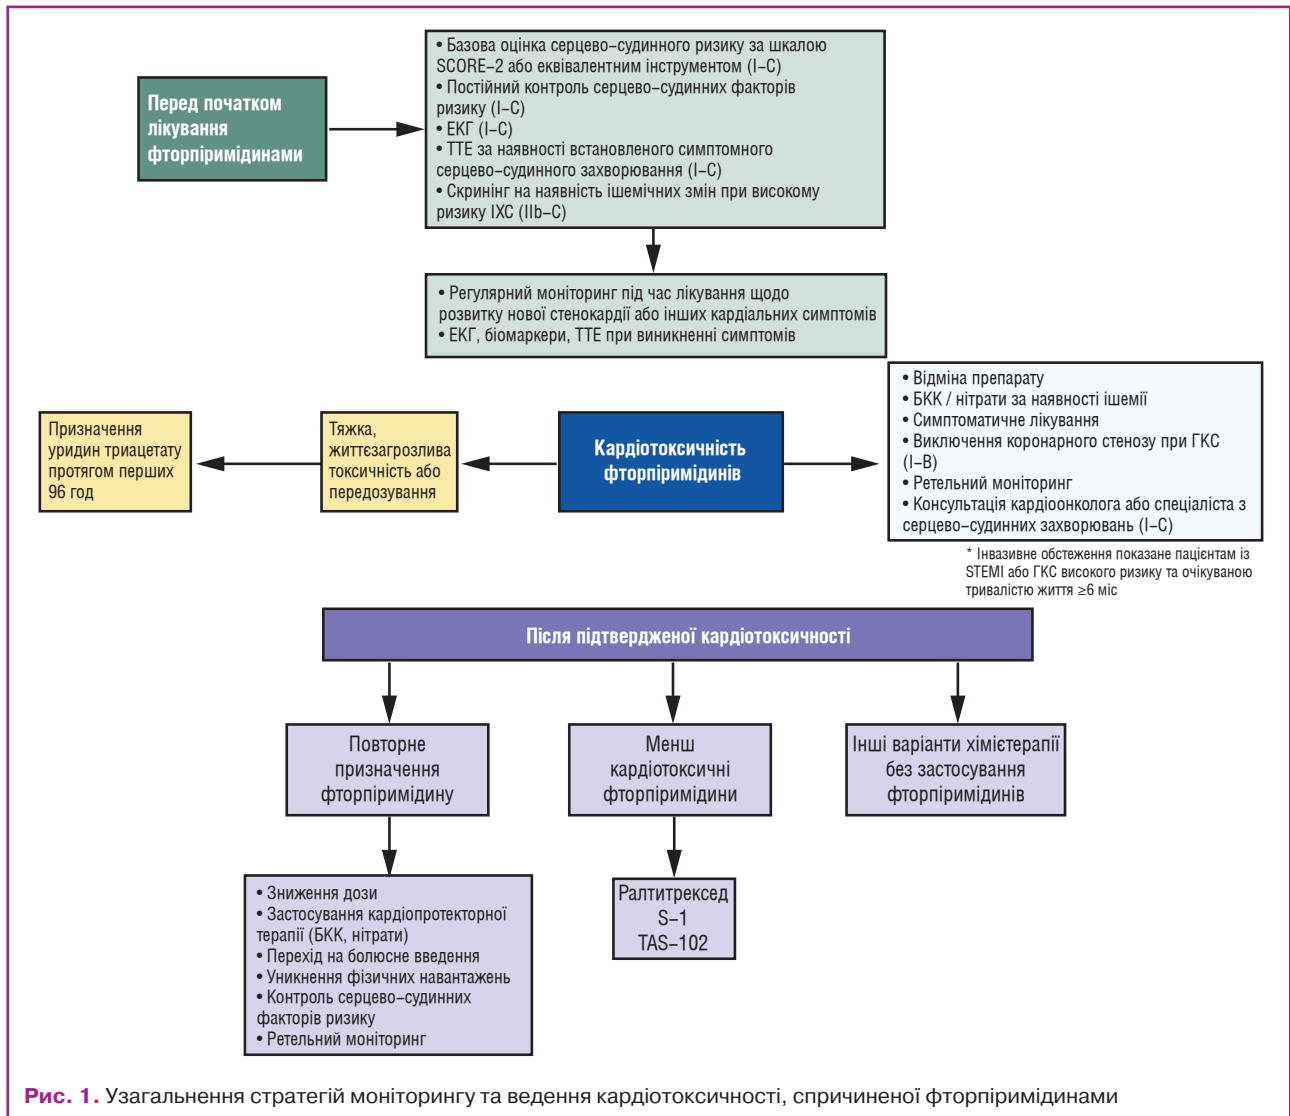 Перед початком
лікування
фторпіримідинами
• Базова оцінка серцево–судинного ризику за шкалою
SCORE–2 або еквівалентним інструментом (I–C)
• Постійний контроль серцево–судинних факторів
ризику (I–C)
• ЕКГ (I–C)
• ТТЕ за наявності встановленого симптомного
серцево–судинного захворювання (I–C)
• Скринінг на наявність ішемічних змін при високому
ризику ІХС (IIb–C)
• Регулярний моніторинг під час лікування щодо
розвитку нової стенокардії або інших кардіальних симптомів
• ЕКГ, біомаркери, ТТЕ при виникненні симптомів
Призначення
уридин триацетату
протягом перших
96 год
Тяжка,
життєзагрозлива
токсичність або
передозування
Кардіотоксичність
фторпіримідинів
• Відміна препарату
• БКК / нітрати за наявності ішемії
• Симптоматичне лікування
• Виключення коронарного стенозу при ГКС
(I–B)
• Ретельний моніторинг
• Консультація кардіоонколога або спеціаліста з
серцево–судинних захворювань (I–C)
* Інвазивне обстеження показане пацієнтам із
STEMI або ГКС високого ризику та очікуваною
тривалістю життя ≥6 міс
Після підтвердженої кардіотоксичності
Повторне
призначення
фторпіримідину
Менш
кардіотоксичні
фторпіримідини
Інші варіанти хімієтерапії
без застосування
фторпіримідинів
• Зниження дози
• Застосування кардіопротекторної
терапії (БКК, нітрати)
• Перехід на болюсне введення
• Уникнення фізичних навантажень
• Контроль серцево–судинних
факторів ризику
• Ретельний моніторинг
Ралтитрексед
S–1
TAS–102
Рис. 1. Узагальнення стратегій моніторингу та ведення кардіотоксичності, спричиненої фторпіримідинами